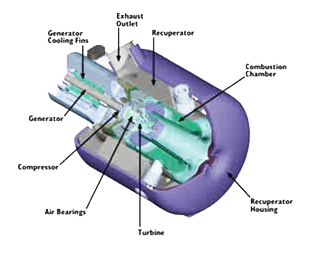 Exhaust
Outlet
Generator
Cooling Fins
Recuperator
Combustion
Chamber
Generator
Compressor
Air Bearings
Turbine
Recuperator
Housing